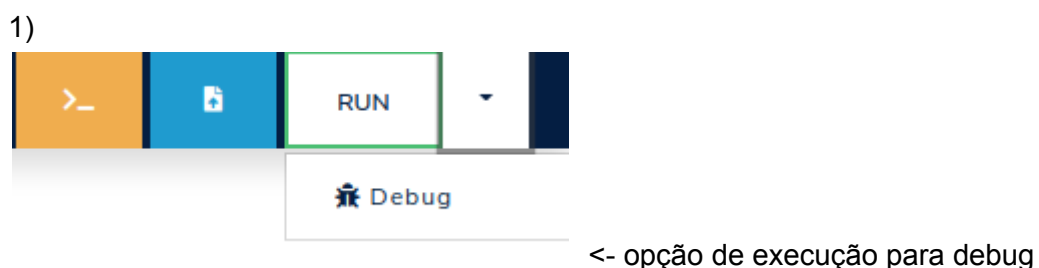 1)
>_
RUN
Debug
<- opção de execução para debug